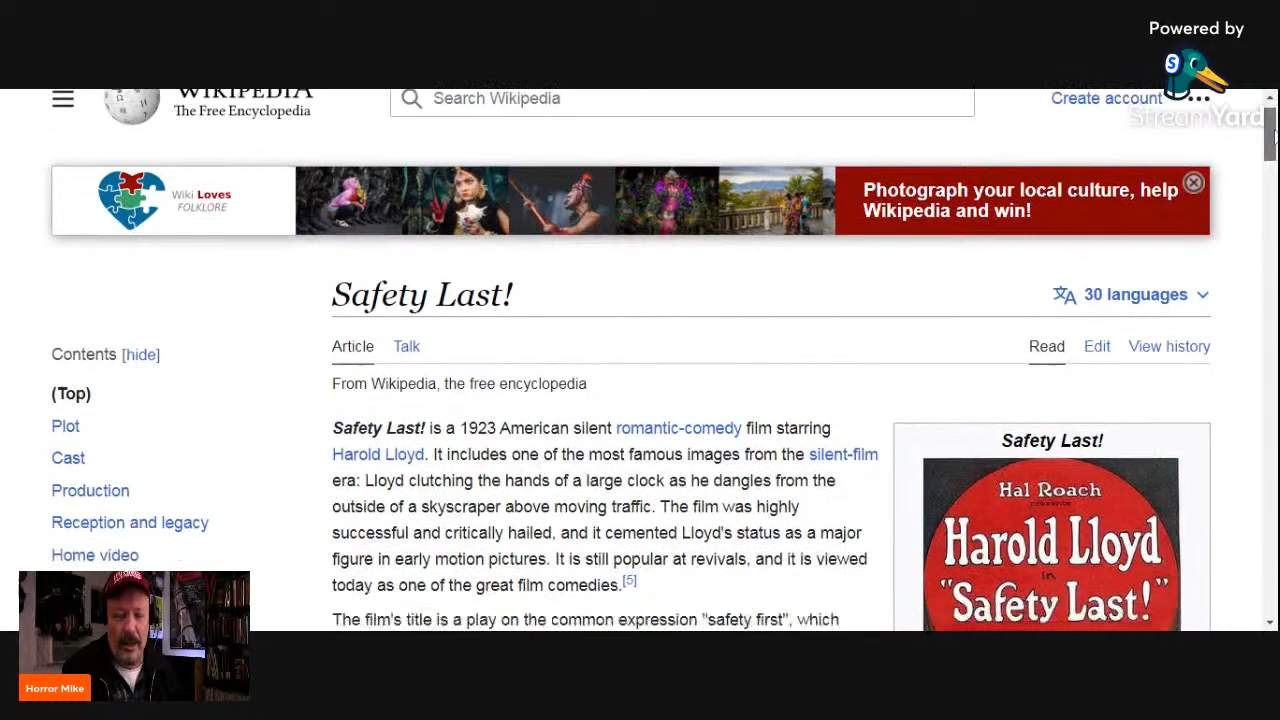 Powered by
StreamYard
WIKIPEDIA
The Free Encyclopedia
Search Wikipedia
Create account
Wiki Loves
FOLKLORE
Photograph your local culture, help
Wikipedia and win!
Safety Last!
30 languages
Contents [hide]
Article Talk
Read Edit View history
(Top)
From Wikipedia, the free encyclopedia
Plot
Cast
Production
Reception and legacy
Home video
Safety Last! is a 1923 American silent romantic-comedy film starring
Harold Lloyd. It includes one of the most famous images from the silent-film
era: Lloyd clutching the hands of a large clock as he dangles from the
outside of a skyscraper above moving traffic. The film was highly
successful and critically hailed, and it cemented Lloyd's status as a major
figure in early motion pictures. It is still popular at revivals, and it is viewed
today as one of the great film comedies.[5]
The film's title is a play on the common expression "safety first", which
Safety Last!
Hal Roach
presents
Harold Lloyd
in
"Safety Last!"
Horror Mike